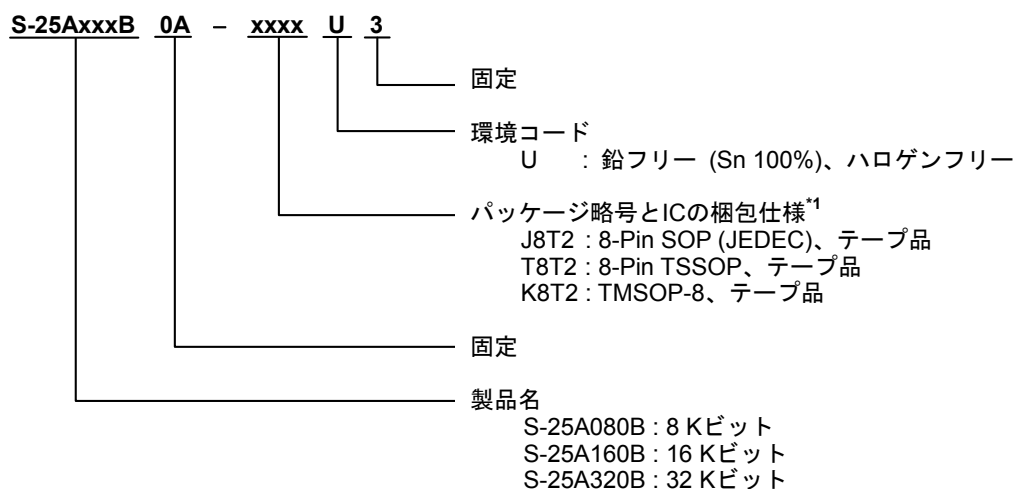 S-25AxxxB 0A – xxxx U 3
固定
環境コード
U : 鉛フリー (Sn 100%)、ハロゲンフリー
パッケージ略号とICの梱包仕様*1
J8T2 : 8-Pin SOP (JEDEC)、テープ品
T8T2 : 8-Pin TSSOP、テープ品
K8T2 : TMSOP-8、テープ品
固定
製品名
S-25A080B : 8 Kビット
S-25A160B : 16 Kビット
S-25A320B : 32 Kビット